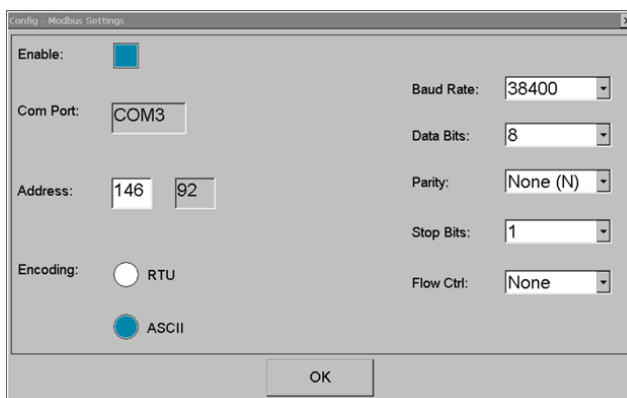 Config - Modbus Settings
Enable:
Com Port: COM3
Address: 146 92
Encoding: RTU
ASCII
Baud Rate: 38400
Data Bits: 8
Parity: None (N)
Stop Bits: 1
Flow Ctrl: None
OK